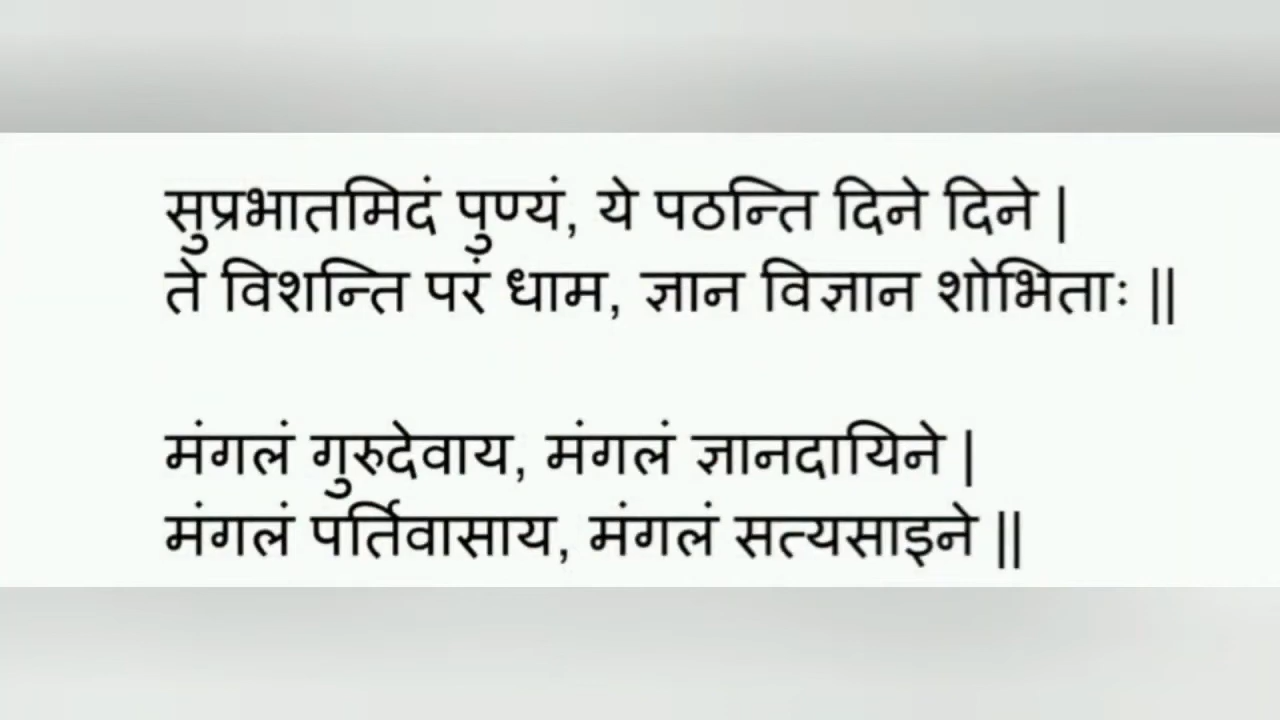 सुप्रभातमिदं पुण्यं, ये पठन्ति दिने दिने |
ते विशन्ति परं धाम, ज्ञान विज्ञान शोभिताः ||
मंगलं गुरुदेवाय, मंगलं ज्ञानदायिने |
मंगलं पर्तिवासाय, मंगलं सत्यसाइने ||